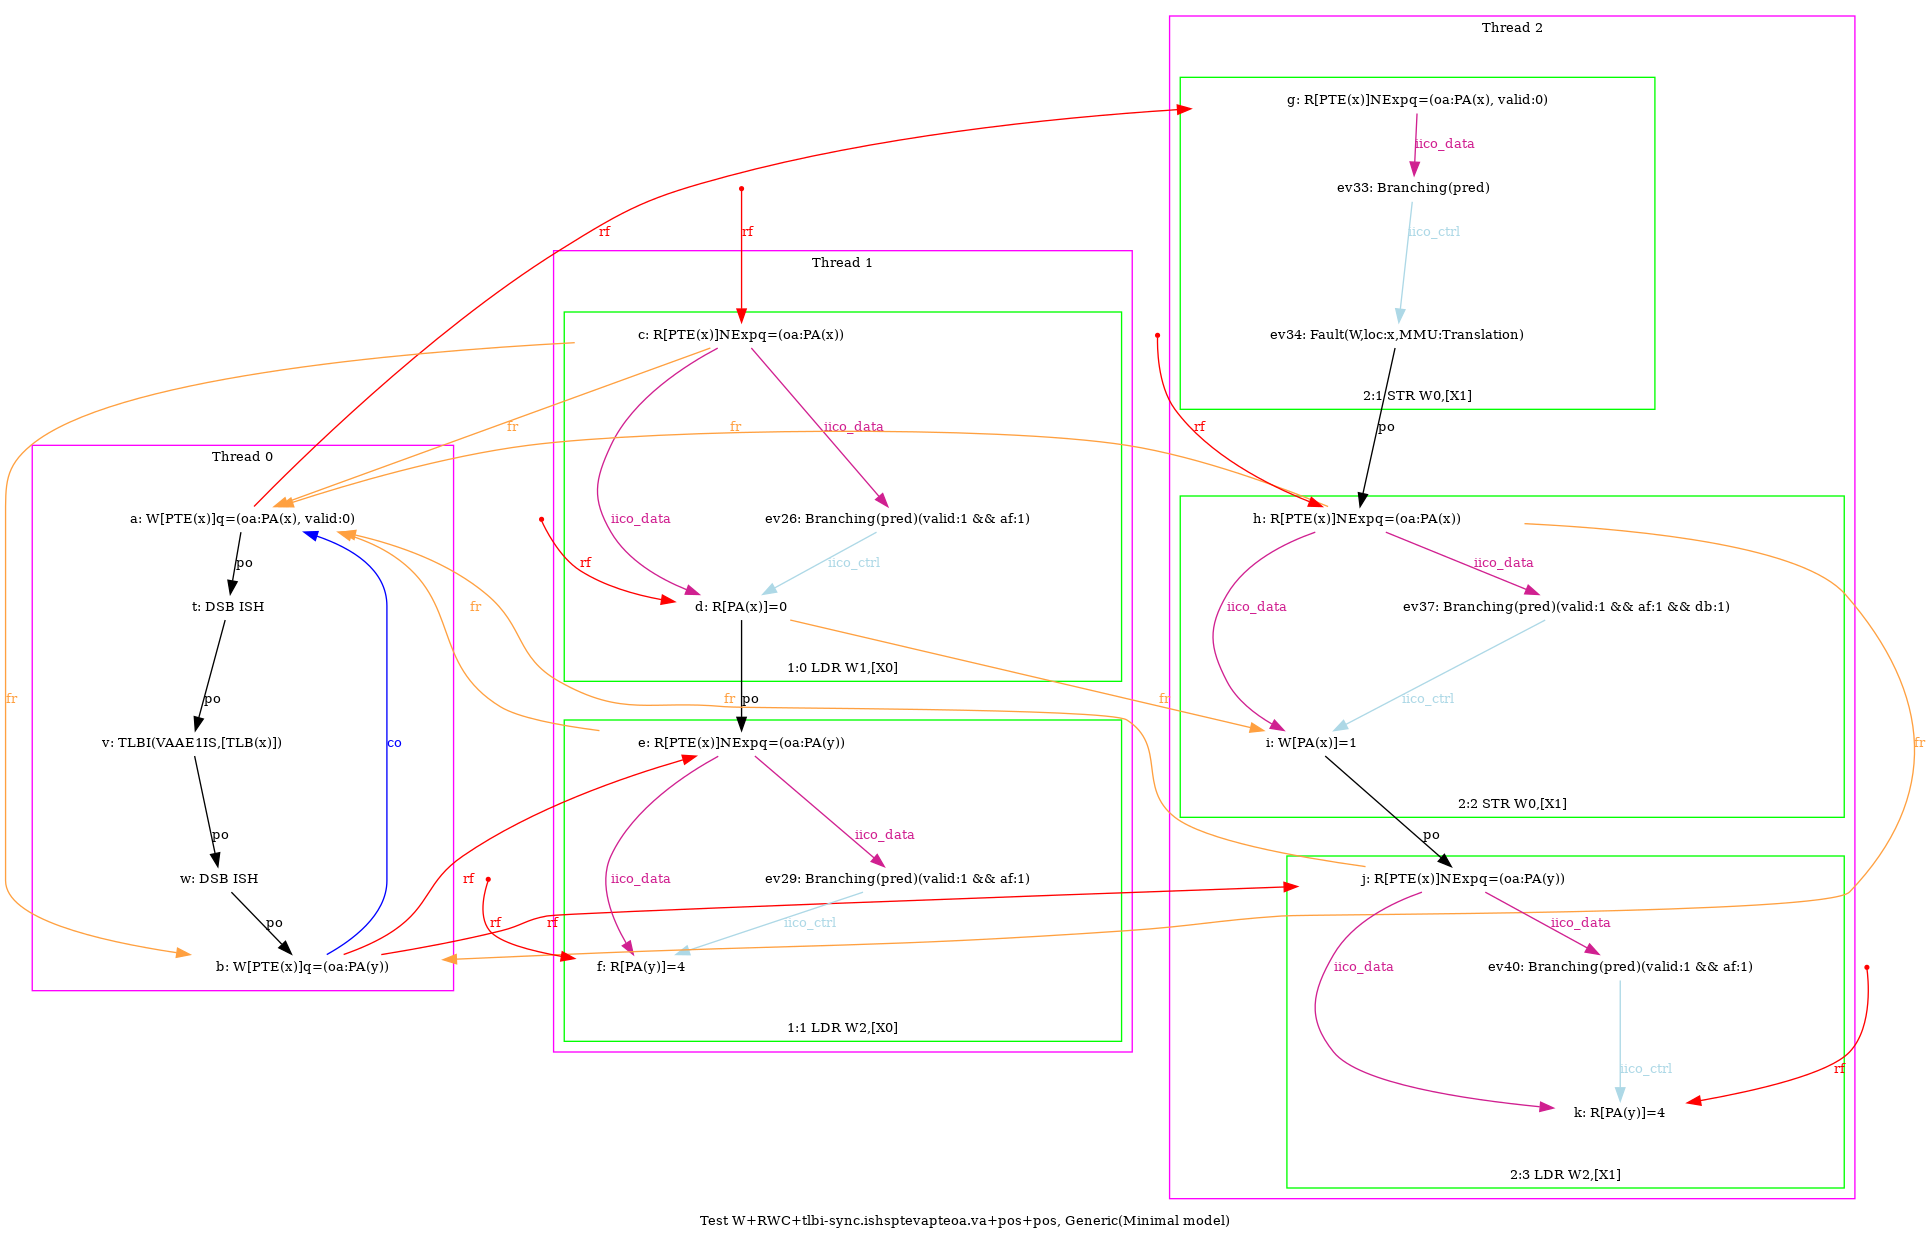 Thread 2
g: R[PTE(x)]NExpq=(oa:PA(x), valid:0)
iico_data
ev33: Branching(pred)
rf
rf
iico_ctrl
Thread 1
c: R[PTE(x)]NExpq=(oa:PA(x))
ev34: Fault(W,loc:x,MMU:Translation)
2:1 STR W0,[X1]
fr
iico_data
fr
rf
po
Thread 0
a: W[PTE(x)]q=(oa:PA(x), valid:0)
iico_data
ev26: Branching(pred)(valid:1 && af:1)
h: R[PTE(x)]NExpq=(oa:PA(x))
po
rf
iico_ctrl
iico_data
t: DSB ISH
fr
d: R[PA(x)]=0
iico_data
ev37: Branching(pred)(valid:1 && af:1 && db:1)
1:0 LDR W1,[X0]
fr
po
fr
po
fr
iico_ctrl
v: TLBI(VAAE1IS,[TLB(x)])
co
e: R[PTE(x)]NExpq=(oa:PA(y))
i: W[PA(x)]=1
fr
2:2 STR W0,[X1]
po
iico_data
po
w: DSB ISH
rf
iico_data
ev29: Branching(pred)(valid:1 && af:1)
j: R[PTE(x)]NExpq=(oa:PA(y))
po
rf
rf
iico_ctrl
iico_data
b: W[PTE(x)]q=(oa:PA(y))
f: R[PA(y)]=4
iico_data
ev40: Branching(pred)(valid:1 && af:1)
1:1 LDR W2,[X0]
iico_ctrl
rf
k: R[PA(y)]=4
2:3 LDR W2,[X1]
Test W+RWC+tlbi-sync.ishsptevapteoa.va+pos+pos, Generic(Minimal model)